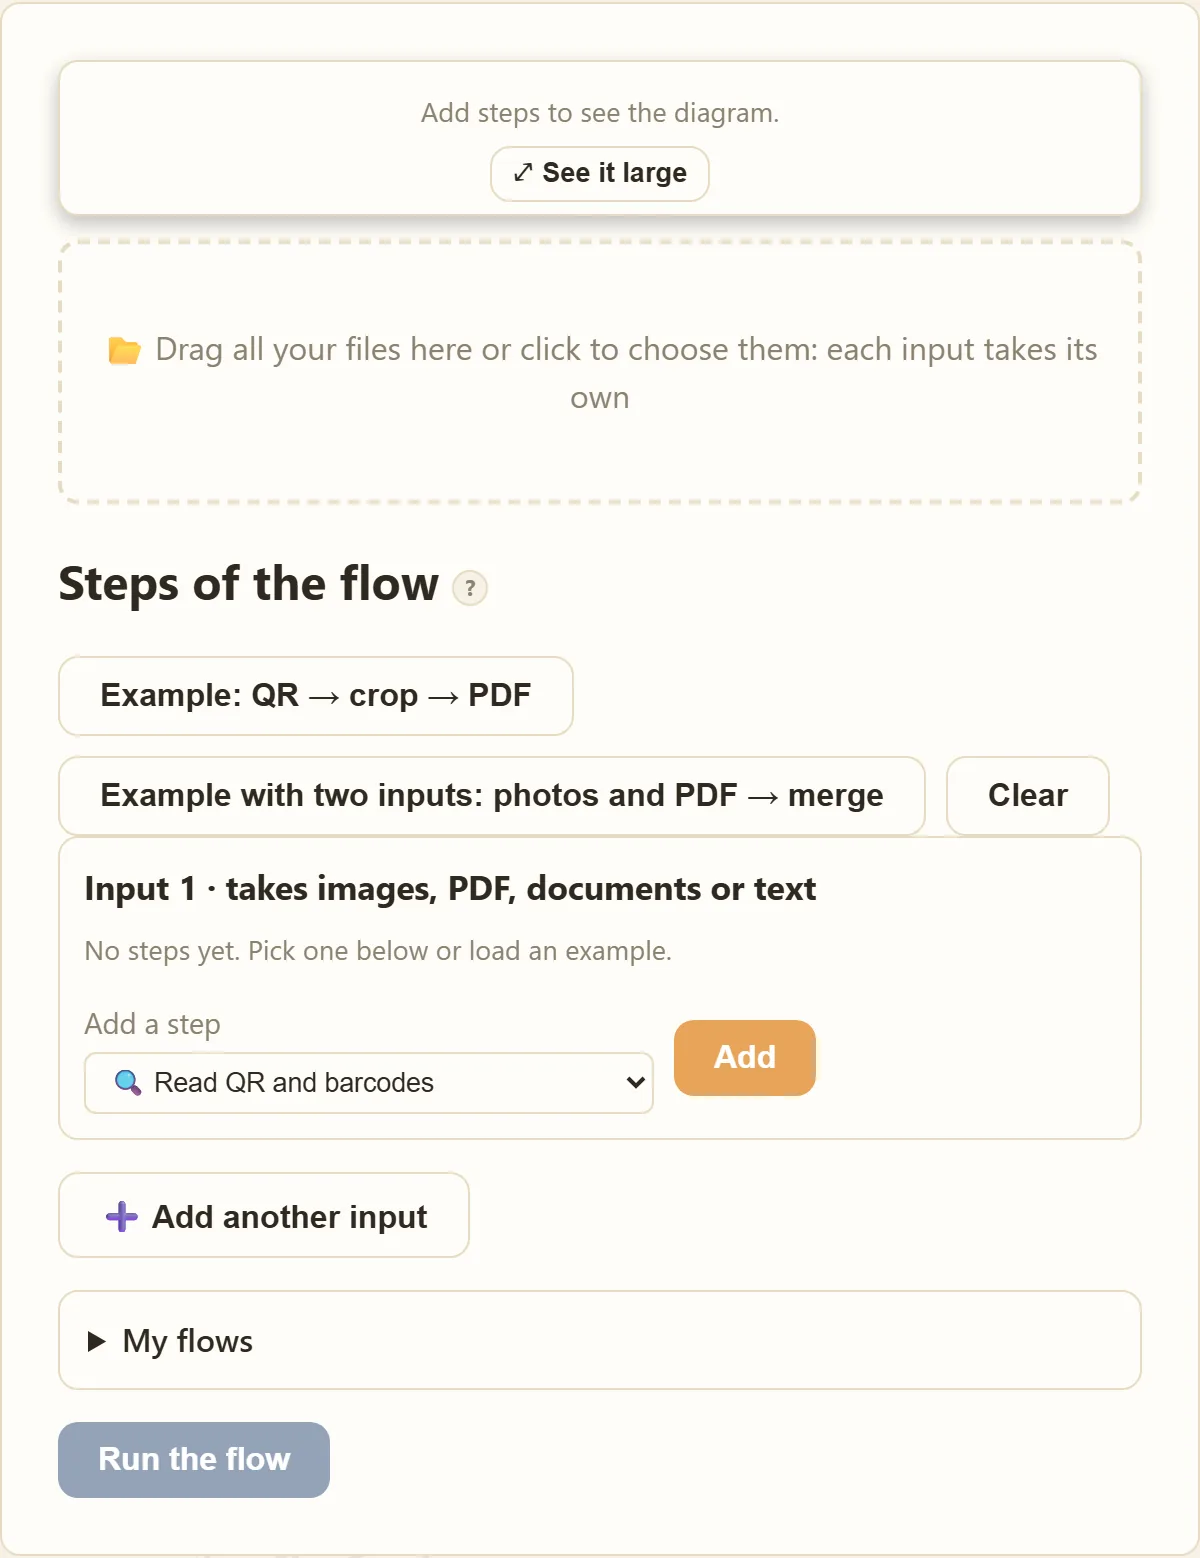 Add steps to see the diagram.
⤢ See it large
📂 Drag all your files here or click to choose them: each input takes its
own
Steps of the flow ?
Example: QR → crop → PDF
Example with two inputs: photos and PDF → merge Clear
Input 1 · takes images, PDF, documents or text
No steps yet. Pick one below or load an example.
Add a step
🔍 Read QR and barcodes
Add
➕ Add another input
▶ My flows
Run the flow